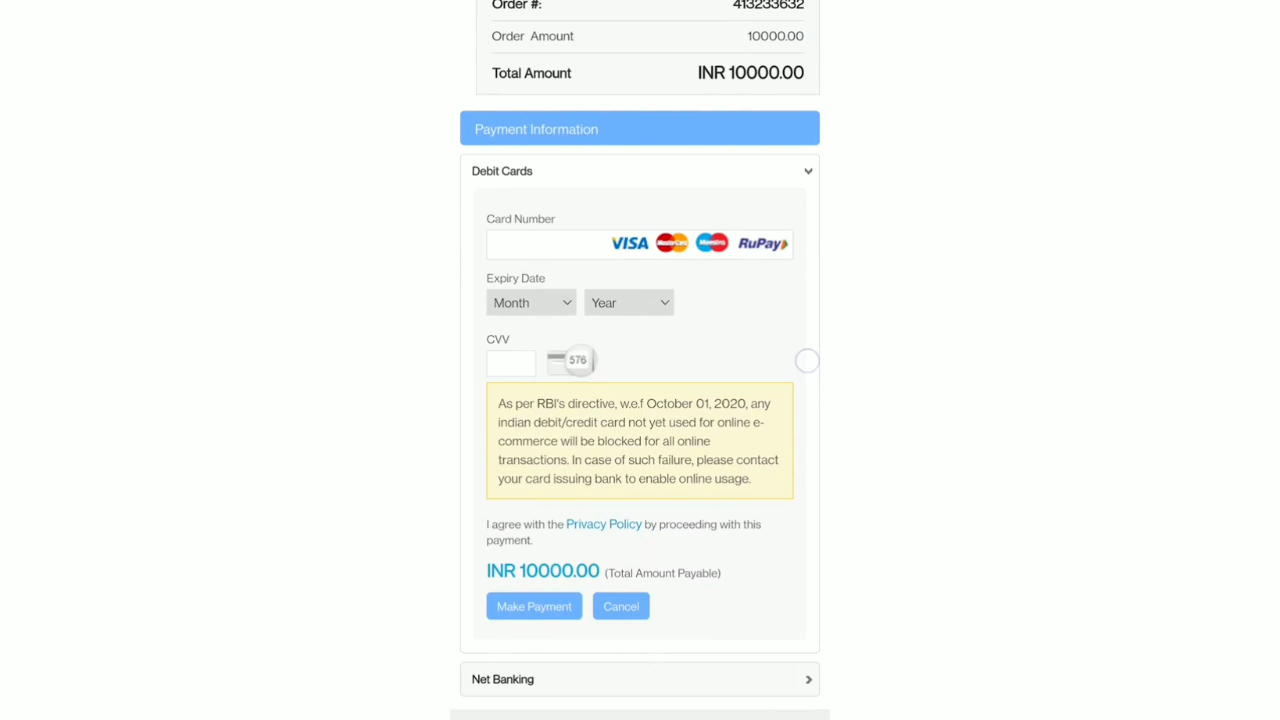 Order #: 413233632
Order Amount 10000.00
Total Amount INR 10000.00
Payment Information
Debit Cards
Card Number
VISA MasterCard Maestro RuPay
Expiry Date
Month Year
CVV
576
As per RBI's directive, w.e.f October 01, 2020, any
indian debit/credit card not yet used for online e-
commerce will be blocked for all online
transactions. In case of such failure, please contact
your card issuing bank to enable online usage.
I agree with the Privacy Policy by proceeding with this
payment.
INR 10000.00 (Total Amount Payable)
Make Payment Cancel
Net Banking